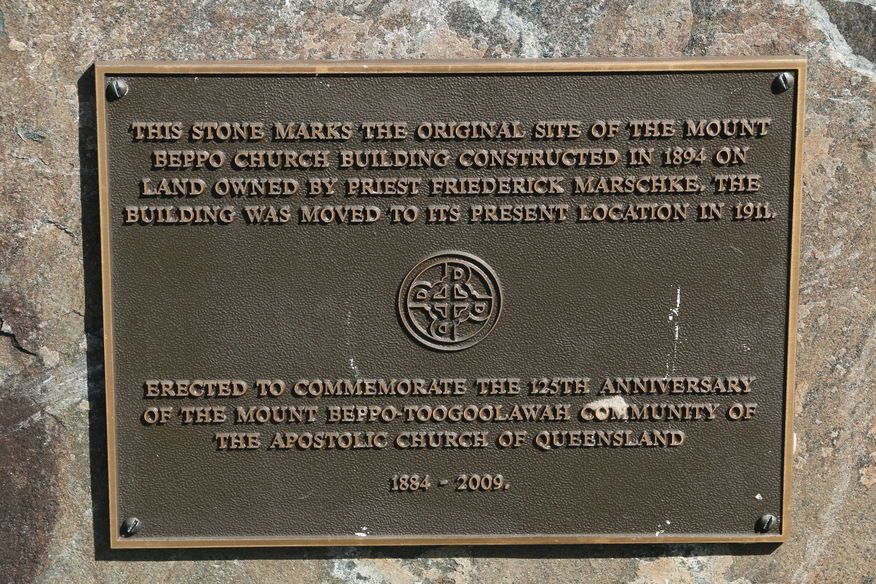 THIS STONE MARKS THE ORIGINAL SITE OF THE MOUNT
BEPPO CHURCH BUILDING CONSTRUCTED IN 1894 ON
LAND OWNED BY PRIEST FRIEDERICK MARSCHKE. THE
BUILDING WAS MOVED TO ITS PRESENT LOCATION IN 1911.
ERECTED TO COMMEMORATE THE 125TH ANNIVERSARY
OF THE MOUNT BEPPO-TOOGOOLAWAH COMMUNITY OF
THE APOSTOLIC CHURCH OF QUEENSLAND
1884 - 2009.